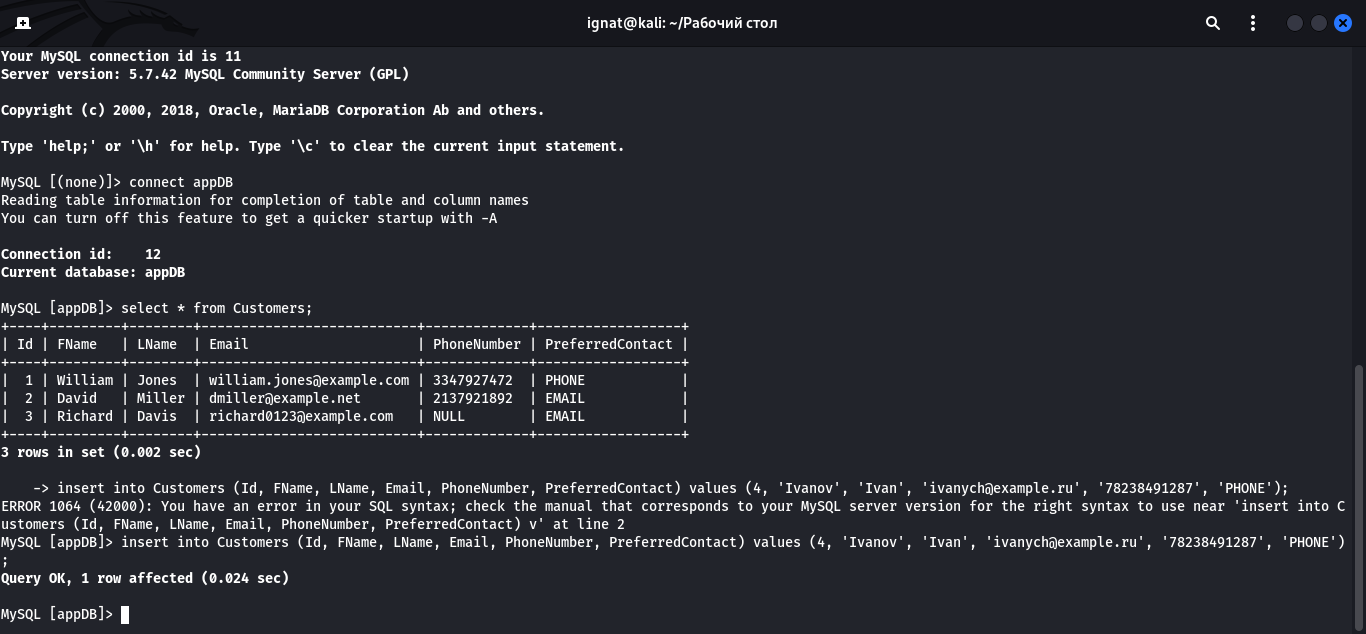 ignat@kali: ~/Рабочий стол
Your MySQL connection id is 11
Server version: 5.7.42 MySQL Community Server (GPL)
Copyright (c) 2000, 2018, Oracle, MariaDB Corporation Ab and others.
Type 'help;' or '\h' for help. Type '\c' to clear the current input statement.
MySQL [(none)]> connect appDB
Reading table information for completion of table and column names
You can turn off this feature to get a quicker startup with -A
Connection id:    12
Current database: appDB
MySQL [appDB]> select * from Customers;
+----+---------+--------+---------------------------+-------------+------------------+
| Id | FName   | LName  | Email                     | PhoneNumber | PreferredContact |
+----+---------+--------+---------------------------+-------------+------------------+
|  1 | William | Jones  | william.jones@example.com | 3347927472  | PHONE            |
|  2 | David   | Miller | dmiller@example.net       | 2137921892  | EMAIL            |
|  3 | Richard | Davis  | richard0123@example.com   | NULL        | EMAIL            |
+----+---------+--------+---------------------------+-------------+------------------+
3 rows in set (0.002 sec)
    -> insert into Customers (Id, FName, LName, Email, PhoneNumber, PreferredContact) values (4, 'Ivanov', 'Ivan', 'ivanych@example.ru', '78238491287', 'PHONE');
ERROR 1064 (42000): You have an error in your SQL syntax; check the manual that corresponds to your MySQL server version for the right syntax to use near 'insert into C
ustomers (Id, FName, LName, Email, PhoneNumber, PreferredContact) v' at line 2
MySQL [appDB]> insert into Customers (Id, FName, LName, Email, PhoneNumber, PreferredContact) values (4, 'Ivanov', 'Ivan', 'ivanych@example.ru', '78238491287', 'PHONE')
;
Query OK, 1 row affected (0.024 sec)
MySQL [appDB]>